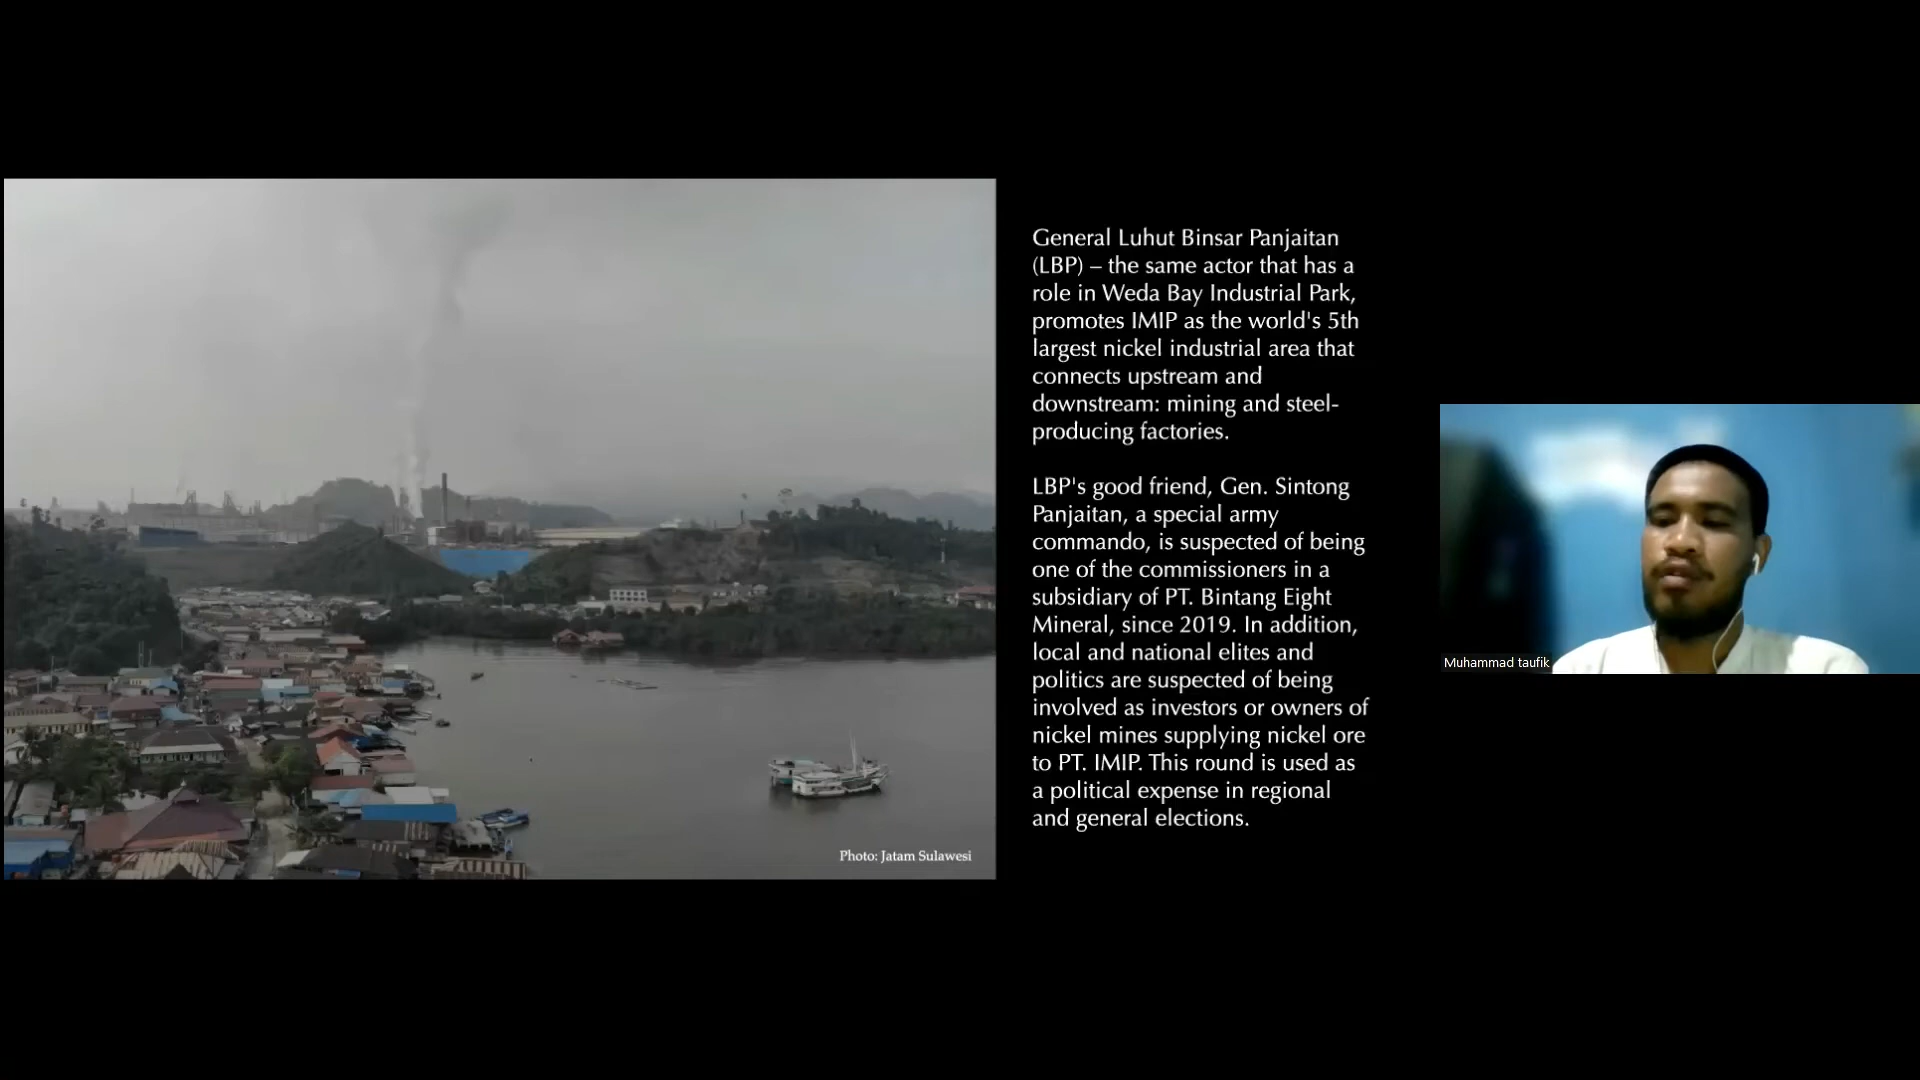 General Luhut Binsar Panjaitan
(LBP) – the same actor that has a
role in Weda Bay Industrial Park,
promotes IMIP as the world's 5th
largest nickel industrial area that
connects upstream and
downstream: mining and steel-
producing factories.
LBP's good friend, Gen. Sintong
Panjaitan, a special army
commando, is suspected of being
one of the commissioners in a
subsidiary of PT. Bintang Eight
Mineral, since 2019. In addition,
local and national elites and
politics are suspected of being
involved as investors or owners of
nickel mines supplying nickel ore
to PT. IMIP. This round is used as
a political expense in regional
and general elections.
Photo: Jatam Sulawesi
Muhammad taufik